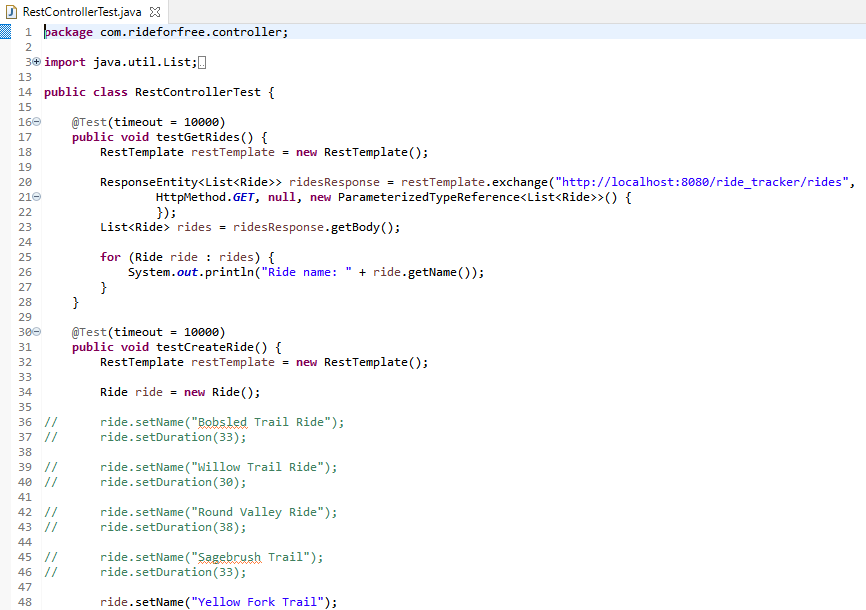 RestControllerTest.java
1 package com.rideforfree.controller;
2
3 import java.util.List;
13
14 public class RestControllerTest {
15
16     @Test(timeout = 10000)
17     public void testGetRides() {
18         RestTemplate restTemplate = new RestTemplate();
19
20         ResponseEntity<List<Ride>> ridesResponse = restTemplate.exchange("http://localhost:8080/ride_tracker/rides",
21                 HttpMethod.GET, null, new ParameterizedTypeReference<List<Ride>>() {
22                 });
23         List<Ride> rides = ridesResponse.getBody();
24
25         for (Ride ride : rides) {
26             System.out.println("Ride name: " + ride.getName());
27         }
28     }
29
30     @Test(timeout = 10000)
31     public void testCreateRide() {
32         RestTemplate restTemplate = new RestTemplate();
33
34         Ride ride = new Ride();
35
36 //      ride.setName("Bobsled Trail Ride");
37 //      ride.setDuration(33);
38
39 //      ride.setName("Willow Trail Ride");
40 //      ride.setDuration(30);
41
42 //      ride.setName("Round Valley Ride");
43 //      ride.setDuration(38);
44
45 //      ride.setName("Sagebrush Trail");
46 //      ride.setDuration(33);
47
48         ride.setName("Yellow Fork Trail");